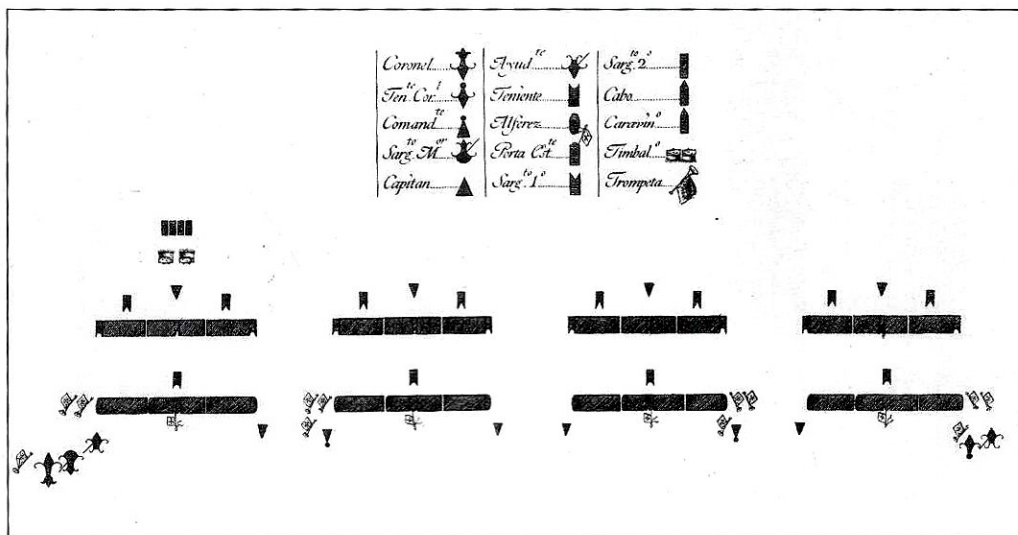 Coronel
Ten.te Cor.l
Comand.te
Sarg.to M.or
Capitan
Ayud.te
Teniente
Alferez
Porta Est.te
Sarg.to 1.o
Sarg.to 2.o
Cabo
Caravin.o
Timbal.o
Trompeta